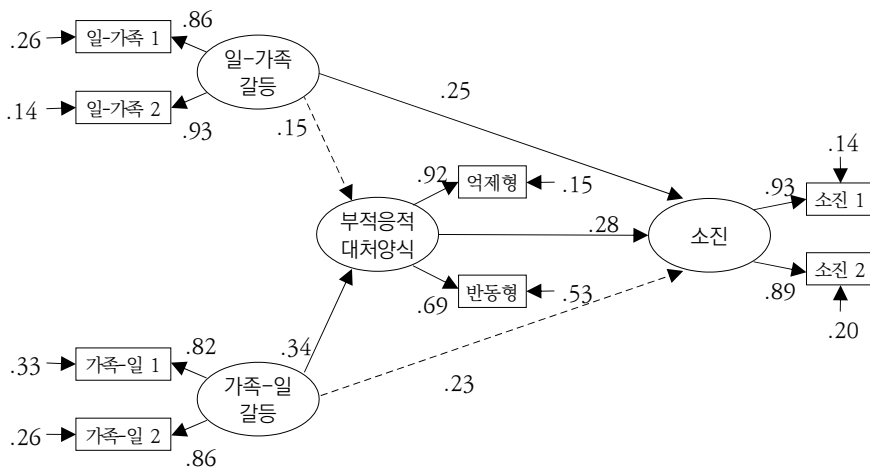 .86
.26
일-가족 1
일-가족
갈등
.14
일-가족 2
.93
.15
.25
.14
.92
억제형
.15
.93
소진 1
부적응적
대처양식
.28
소진
소진 2
반동형
.53
.69
.89
.20
.33
가족-일 1
.82
.34
가족-일
갈등
.23
.26
가족-일 2
.86